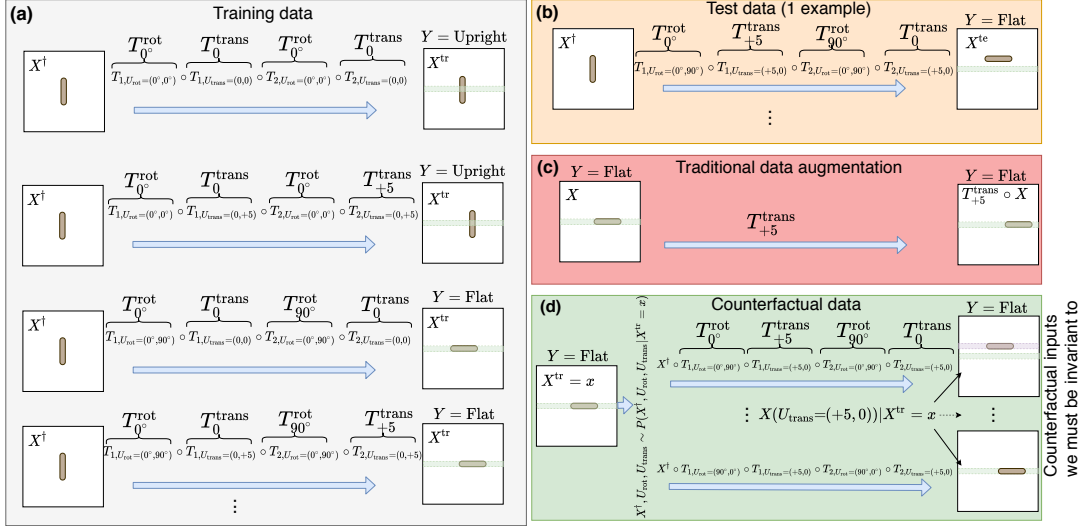 (a) Training data
T^rot_0° T^trans_0 T^rot_0° T^trans_0 Y = Upright
X† X^tr
T_{1,U_rot=(0°,0°)} ∘ T_{1,U_trans=(0,0)} ∘ T_{2,U_rot=(0°,0°)} ∘ T_{2,U_trans=(0,0)}
T^rot_0° T^trans_0 T^rot_0° T^trans_+5 Y = Upright
X† X^tr
T_{1,U_rot=(0°,0°)} ∘ T_{1,U_trans=(0,+5)} ∘ T_{2,U_rot=(0°,0°)} ∘ T_{2,U_trans=(0,+5)}
T^rot_0° T^trans_0 T^rot_90° T^trans_0 Y = Flat
X† X^tr
T_{1,U_rot=(0°,90°)} ∘ T_{1,U_trans=(0,0)} ∘ T_{2,U_rot=(0°,90°)} ∘ T_{2,U_trans=(0,0)}
T^rot_0° T^trans_0 T^rot_90° T^trans_+5 Y = Flat
X† X^tr
T_{1,U_rot=(0°,90°)} ∘ T_{1,U_trans=(0,+5)} ∘ T_{2,U_rot=(0°,90°)} ∘ T_{2,U_trans=(0,+5)}
⋮
(b) Test data (1 example)
T^rot_0° T^trans_+5 T^rot_90° T^trans_0 Y = Flat
X† X^te
T_{1,U_rot=(0°,90°)} ∘ T_{1,U_trans=(+5,0)} ∘ T_{2,U_rot=(0°,90°)} ∘ T_{2,U_trans=(+5,0)}
⋮
(c) Traditional data augmentation
Y = Flat Y = Flat
X T^trans_+5 ∘ X
T^trans_+5
(d) Counterfactual data
Y = Flat
T^rot_0° T^trans_+5 T^rot_90° T^trans_0
Y = Flat
X† ∘ T_{1,U_rot=(0°,90°)} ∘ T_{1,U_trans=(+5,0)} ∘ T_{2,U_rot=(0°,90°)} ∘ T_{2,U_trans=(+5,0)}
X^tr = x
X†, U_rot, U_trans ∼ P(X†, U_rot, U_trans | X^tr = x)
⋮ X(U_trans=(+5, 0))|X^tr = x ⋮
X† ∘ T_{1,U_rot=(90°,0°)} ∘ T_{1,U_trans=(+5,0)} ∘ T_{2,U_rot=(90°,0°)} ∘ T_{2,U_trans=(+5,0)}
Counterfactual inputs
we must be invariant to